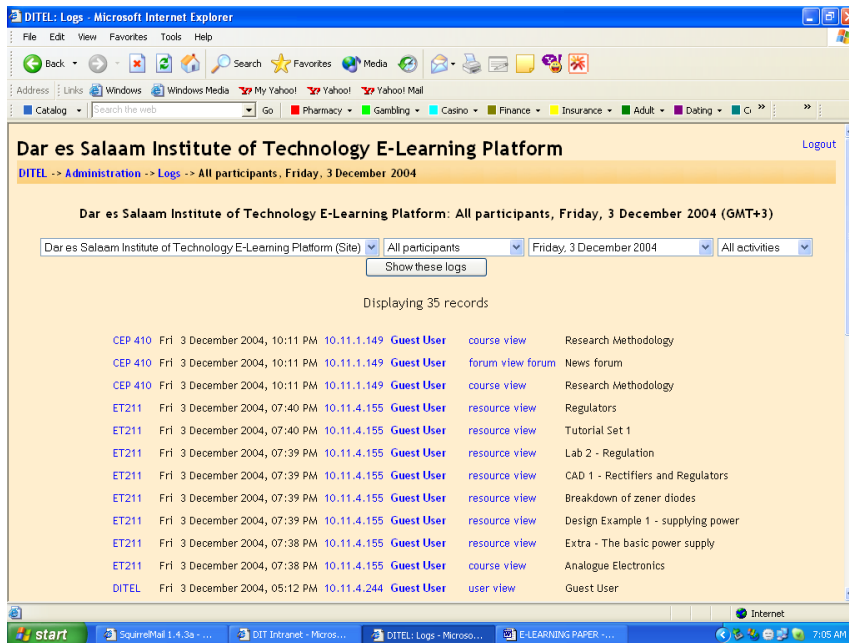 DITEL: Logs - Microsoft Internet Explorer
File Edit View Favorites Tools Help
Back Search Favorites Media
Address Links Windows Windows Media My Yahoo! Yahoo! Yahoo! Mail
Catalog Search the web Go Pharmacy Gambling Casino Finance Insurance Adult Dating » »
Dar es Salaam Institute of Technology E-Learning Platform Logout
DITEL -> Administration -> Logs -> All participants, Friday, 3 December 2004
Dar es Salaam Institute of Technology E-Learning Platform: All participants, Friday, 3 December 2004 (GMT+3)
Dar es Salaam Institute of Technology E-Learning Platform (Site) All participants Friday, 3 December 2004 All activities
Show these logs
Displaying 35 records
CEP 410 Fri 3 December 2004, 10:11 PM 10.11.1.149 Guest User course view Research Methodology
CEP 410 Fri 3 December 2004, 10:11 PM 10.11.1.149 Guest User forum view forum News forum
CEP 410 Fri 3 December 2004, 10:11 PM 10.11.1.149 Guest User course view Research Methodology
ET211 Fri 3 December 2004, 07:40 PM 10.11.4.155 Guest User resource view Regulators
ET211 Fri 3 December 2004, 07:40 PM 10.11.4.155 Guest User resource view Tutorial Set 1
ET211 Fri 3 December 2004, 07:39 PM 10.11.4.155 Guest User resource view Lab 2 - Regulation
ET211 Fri 3 December 2004, 07:39 PM 10.11.4.155 Guest User resource view CAD 1 - Rectifiers and Regulators
ET211 Fri 3 December 2004, 07:39 PM 10.11.4.155 Guest User resource view Breakdown of zener diodes
ET211 Fri 3 December 2004, 07:39 PM 10.11.4.155 Guest User resource view Design Example 1 - supplying power
ET211 Fri 3 December 2004, 07:38 PM 10.11.4.155 Guest User resource view Extra - The basic power supply
ET211 Fri 3 December 2004, 07:38 PM 10.11.4.155 Guest User course view Analogue Electronics
DITEL Fri 3 December 2004, 05:12 PM 10.11.4.244 Guest User user view Guest User
Internet
start SquirrelMail 1.4.3a - ... DIT Intranet - Micros... DITEL: Logs - Microso... E-LEARNING PAPER -... 7:05 AM